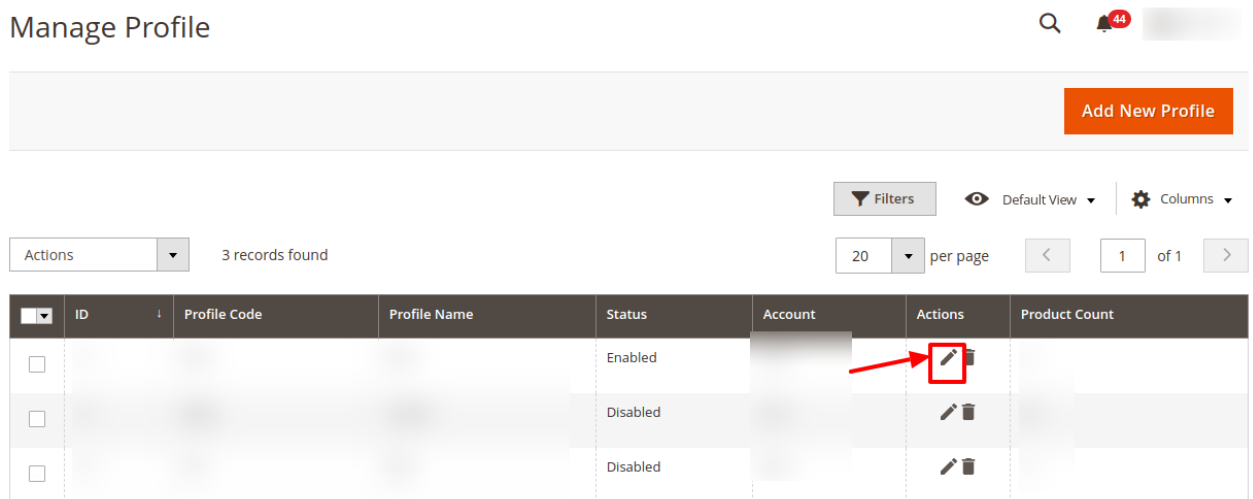 Manage Profile
44
Add New Profile
Filters
Default View
Columns
Actions
3 records found
20
per page
1
of 1
ID ↓ Profile Code Profile Name Status Account Actions Product Count
Enabled
Disabled
Disabled